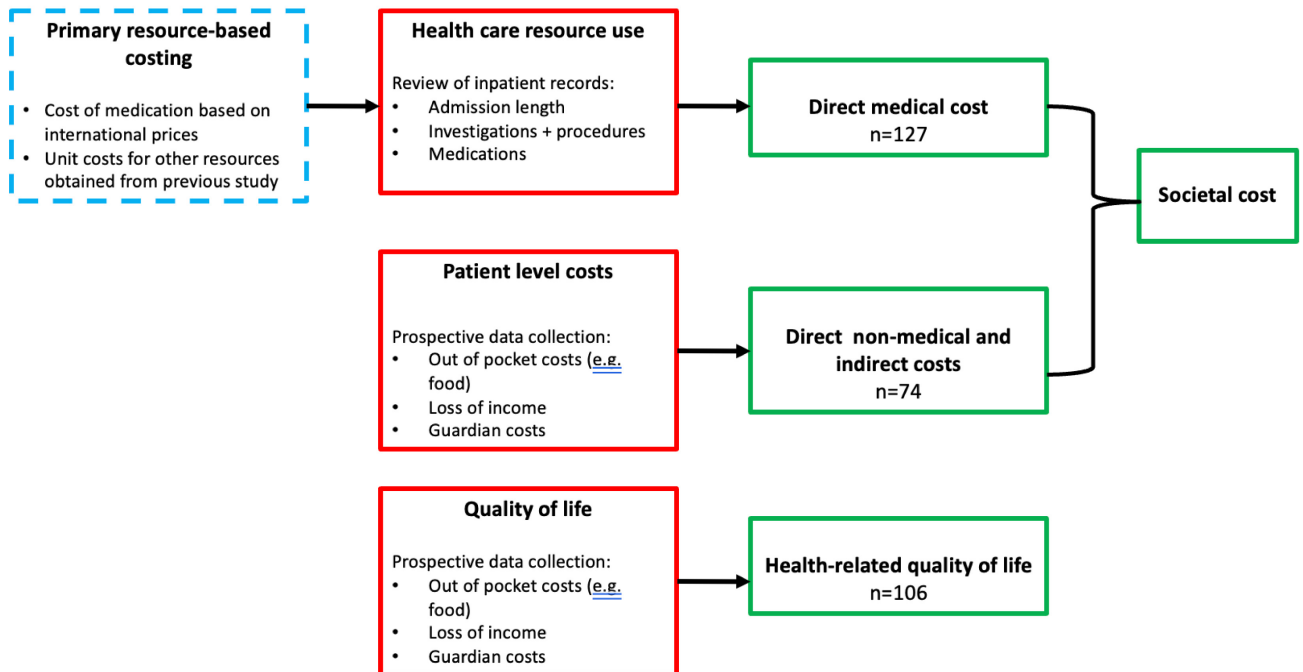 Primary resource-based
costing
• Cost of medication based on
international prices
• Unit costs for other resources
obtained from previous study
Health care resource use
Review of inpatient records:
• Admission length
• Investigations + procedures
• Medications
Direct medical cost
n=127
Societal cost
Patient level costs
Prospective data collection:
• Out of pocket costs (e.g.
food)
• Loss of income
• Guardian costs
Direct non-medical and
indirect costs
n=74
Quality of life
Prospective data collection:
• Out of pocket costs (e.g.
food)
• Loss of income
• Guardian costs
Health-related quality of life
n=106